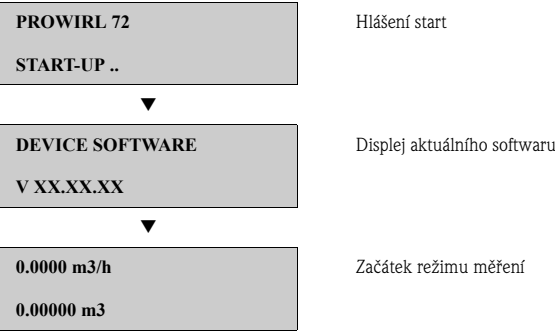 PROWIRL 72
Hlášení start
START-UP ..
▼
DEVICE SOFTWARE
Displej aktuálního softwaru
V XX.XX.XX
▼
0.0000 m3/h
Začátek režimu měření
0.00000 m3